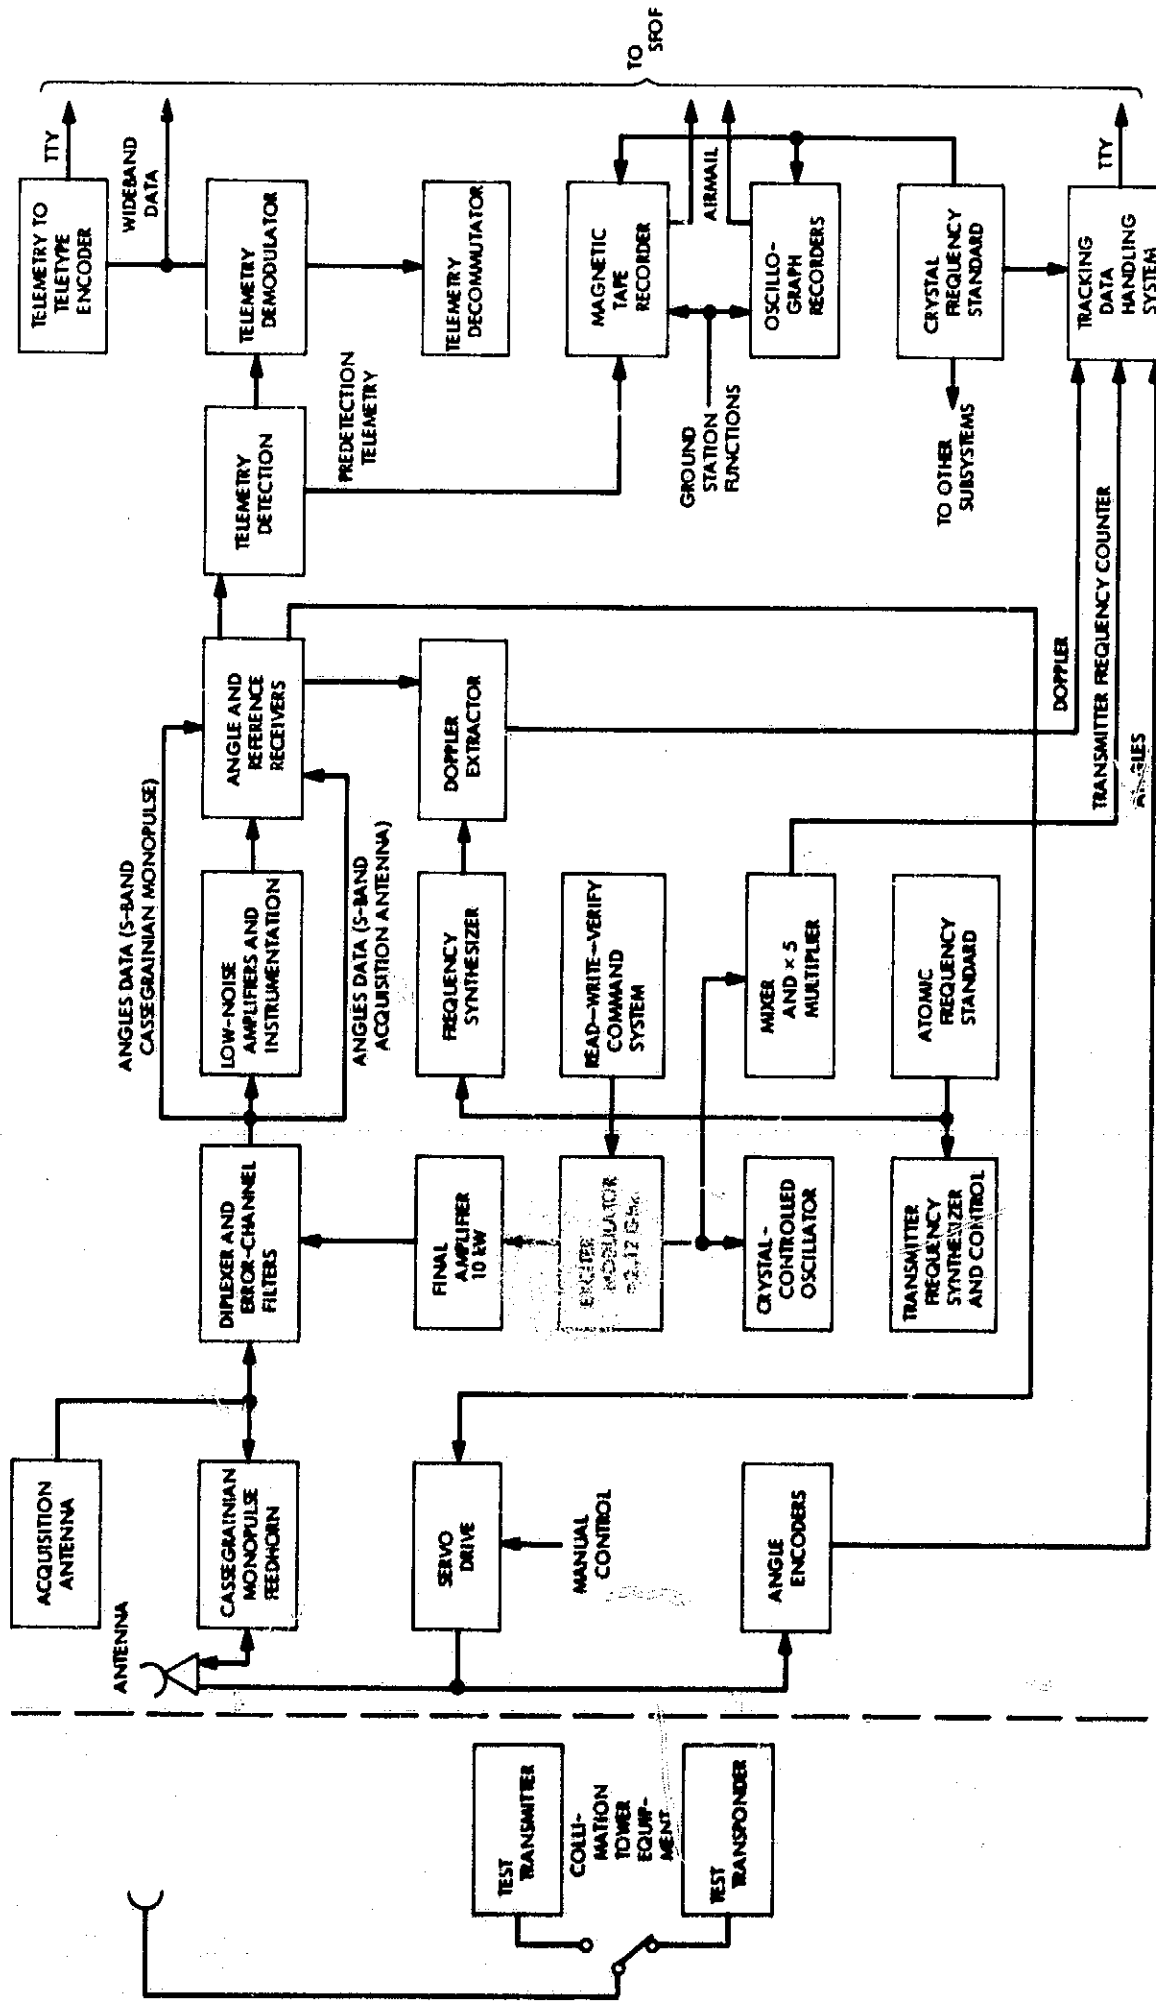 TELEMETRY TO
TELETYPE
ENCODER
TTY
WIDEBAND
DATA
TO
SFOF
TELEMETRY
DEMODULATOR
TELEMETRY
DECOMMUTATOR
MAGNETIC
TAPE
RECORDER
AIRMAIL
OSCILLO-
GRAPH
RECORDERS
CRYSTAL
FREQUENCY
STANDARD
TRACKING
DATA
HANDLING
SYSTEM
TTY
TELEMETRY
DETECTION
PREDETECTION
TELEMETRY
GROUND
STATION
FUNCTIONS
TO OTHER
SUBSYSTEMS
ANGLES DATA (S-BAND
CASSEGRAINIAN MONOPULSE)
ANGLE AND
REFERENCE
RECEIVERS
ANGLES DATA (S-BAND
ACQUISITION ANTENNA)
DOPPLER
EXTRACTOR
DOPPLER
TRANSMITTER FREQUENCY COUNTER
ANGLES
LOW-NOISE
AMPLIFIERS AND
INSTRUMENTATION
FREQUENCY
SYNTHESIZER
READ-WRITE-VERIFY
COMMAND
SYSTEM
MIXER
AND × 5
MULTIPLIER
ATOMIC
FREQUENCY
STANDARD
DIPLEXER AND
ERROR-CHANNEL
FILTERS
FINAL
AMPLIFIER
10 kW
EXCITER
MODULATOR
CRYSTAL-
CONTROLLED
OSCILLATOR
TRANSMITTER
FREQUENCY
SYNTHESIZER
AND CONTROL
ACQUISITION
ANTENNA
CASSEGRAINIAN
MONOPULSE
FEEDHORN
SERVO
DRIVE
MANUAL
CONTROL
ANGLE
ENCODERS
ANTENNA
TEST
TRANSMITTER
COLLI-
MATION
TOWER
EQUIP-
MENT
TEST
TRANSPONDER